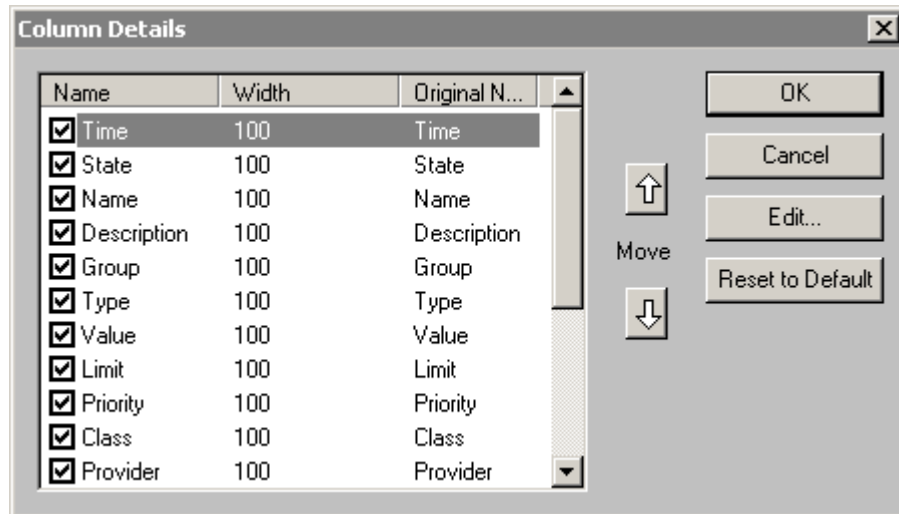 Column Details
Name Width Original N...
Time 100 Time
State 100 State
Name 100 Name
Description 100 Description
Group 100 Group
Type 100 Type
Value 100 Value
Limit 100 Limit
Priority 100 Priority
Class 100 Class
Provider 100 Provider
Move
OK
Cancel
Edit...
Reset to Default